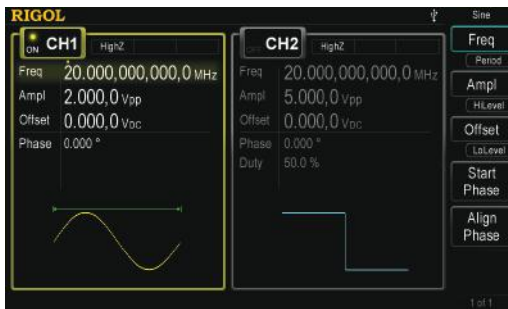 RIGOL
Sine
ON CH1 HighZ
Freq 20.000,000,000,0 MHz
Ampl 2.000,0 Vpp
Offset 0.000,0 VDC
Phase 0.000 °
OFF CH2 HighZ
Freq 20.000,000,000,0 MHz
Ampl 5.000,0 Vpp
Offset 0.000,0 VDC
Phase 0.000 °
Duty 50.0 %
Freq
Period
Ampl
HiLevel
Offset
LoLevel
Start
Phase
Align
Phase
1 of 1